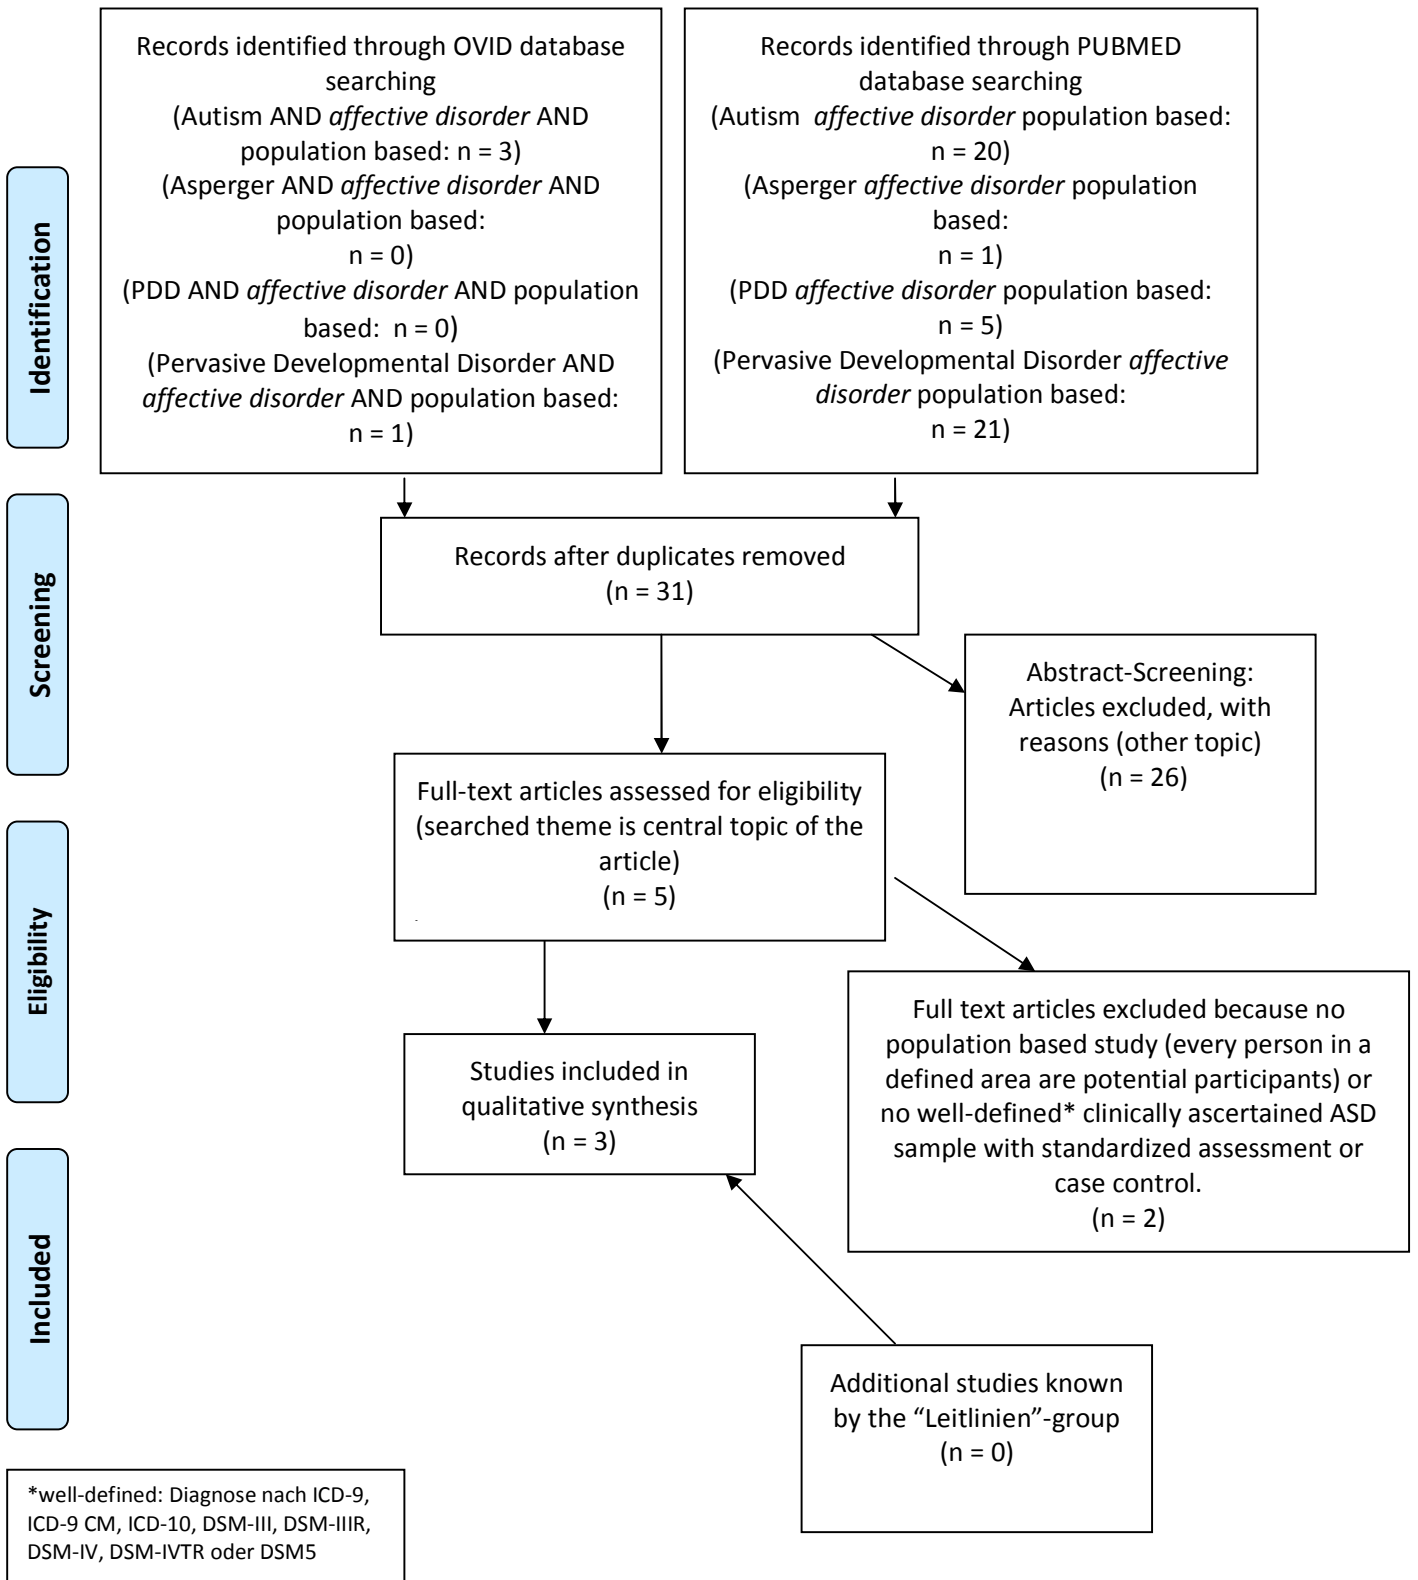 Records identified through OVID database
searching
(Autism AND affective disorder AND
population based: n = 3)
(Asperger AND affective disorder AND
population based:
n = 0)
(PDD AND affective disorder AND population
based: n = 0)
(Pervasive Developmental Disorder AND
affective disorder AND population based:
n = 1)
Records identified through PUBMED
database searching
(Autism affective disorder population based:
n = 20)
(Asperger affective disorder population
based:
n = 1)
(PDD affective disorder population based:
n = 5)
(Pervasive Developmental Disorder affective
disorder population based:
n = 21)
Identification
Records after duplicates removed
(n = 31)
Screening
Abstract-Screening:
Articles excluded, with
reasons (other topic)
(n = 26)
Full-text articles assessed for eligibility
(searched theme is central topic of the
article)
(n = 5)
Eligibility
Full text articles excluded because no
population based study (every person in a
defined area are potential participants) or
no well-defined* clinically ascertained ASD
sample with standardized assessment or
case control.
(n = 2)
Studies included in
qualitative synthesis
(n = 3)
Included
Additional studies known
by the “Leitlinien”-group
(n = 0)
*well-defined: Diagnose nach ICD-9,
ICD-9 CM, ICD-10, DSM-III, DSM-IIIR,
DSM-IV, DSM-IVTR oder DSM5